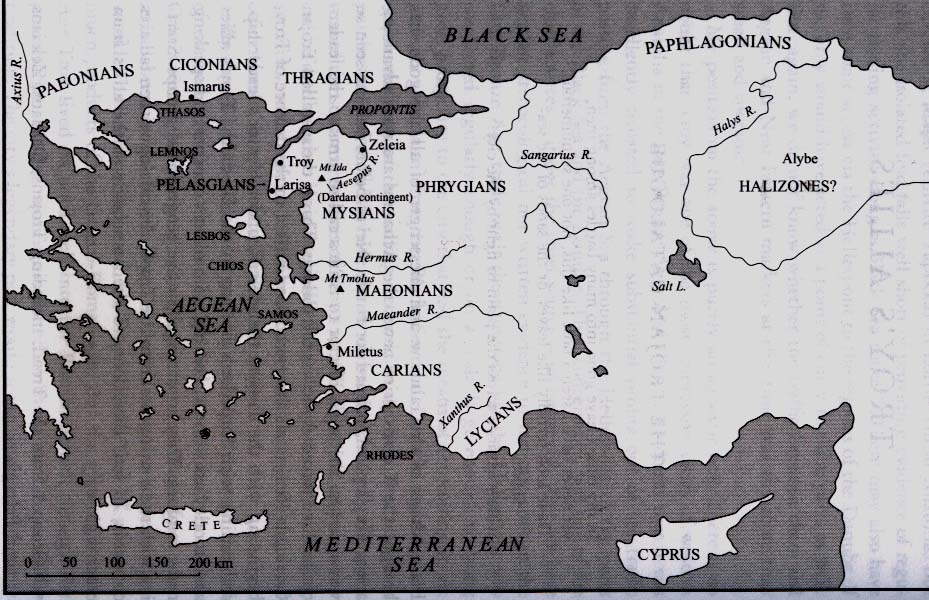 BLACK SEA
PAPHLAGONIANS
Axius R.
PAEONIANS
CICONIANS
Ismarus
THRACIANS
THASOS
PROPONTIS
Halys R.
LEMNOS
Troy
Mt Ida
Zeleia
Aesepus R.
Sangarius R.
Alybe
HALIZONES?
PELASGIANS
Larisa
(Dardan contingent)
PHRYGIANS
MYSIANS
LESBOS
Hermus R.
CHIOS
Mt Tmolus
MAEONIANS
Salt L.
AEGEAN
SEA
SAMOS
Maeander R.
Miletus
CARIANS
Xanthus R.
LYCIANS
RHODES
CRETE
MEDITERRANEAN
SEA
CYPRUS
0 50 100 150 200 km